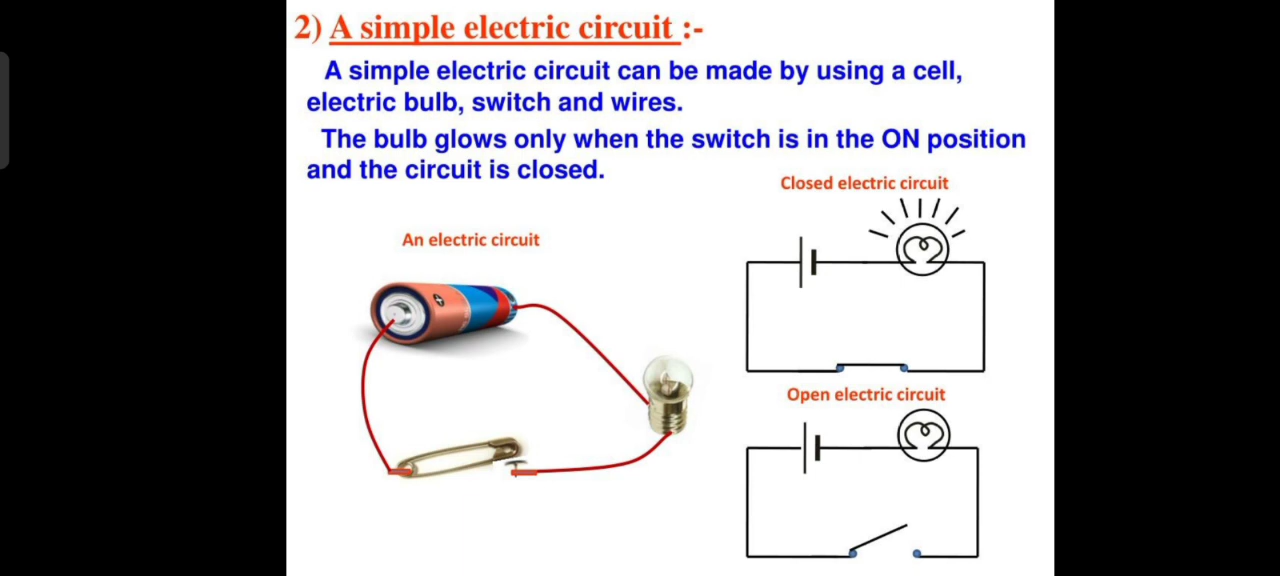 2) A simple electric circuit :-
A simple electric circuit can be made by using a cell,
electric bulb, switch and wires.
The bulb glows only when the switch is in the ON position
and the circuit is closed.
Closed electric circuit
An electric circuit
Open electric circuit